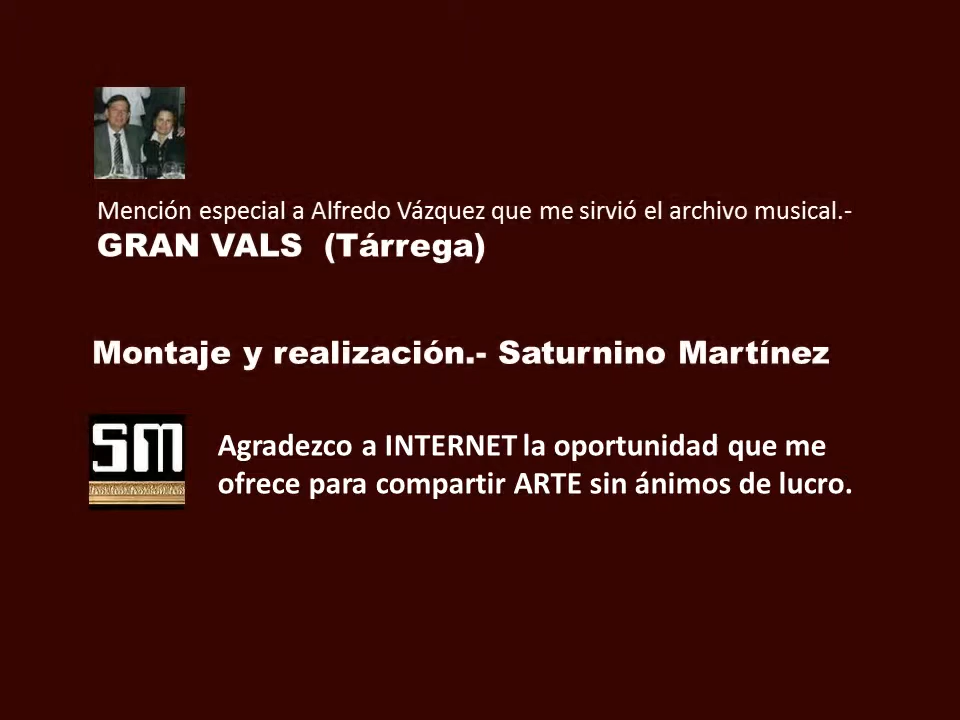 Mención especial a Alfredo Vázquez que me sirvió el archivo musical.-
GRAN VALS (Tárrega)
Montaje y realización.- Saturnino Martínez
SM
Agradezco a INTERNET la oportunidad que me
ofrece para compartir ARTE sin ánimos de lucro.